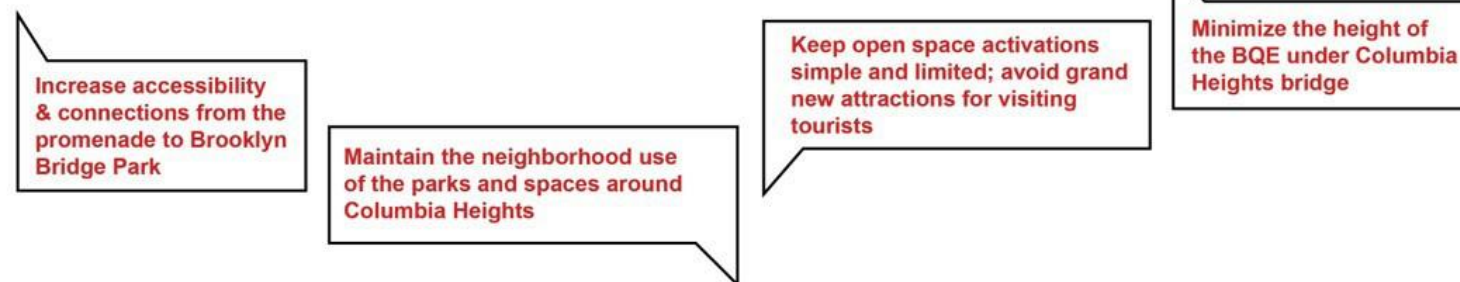 Increase accessibility
& connections from the
promenade to Brooklyn
Bridge Park
Maintain the neighborhood use
of the parks and spaces around
Columbia Heights
Keep open space activations
simple and limited; avoid grand
new attractions for visiting
tourists
Minimize the height of
the BQE under Columbia
Heights bridge